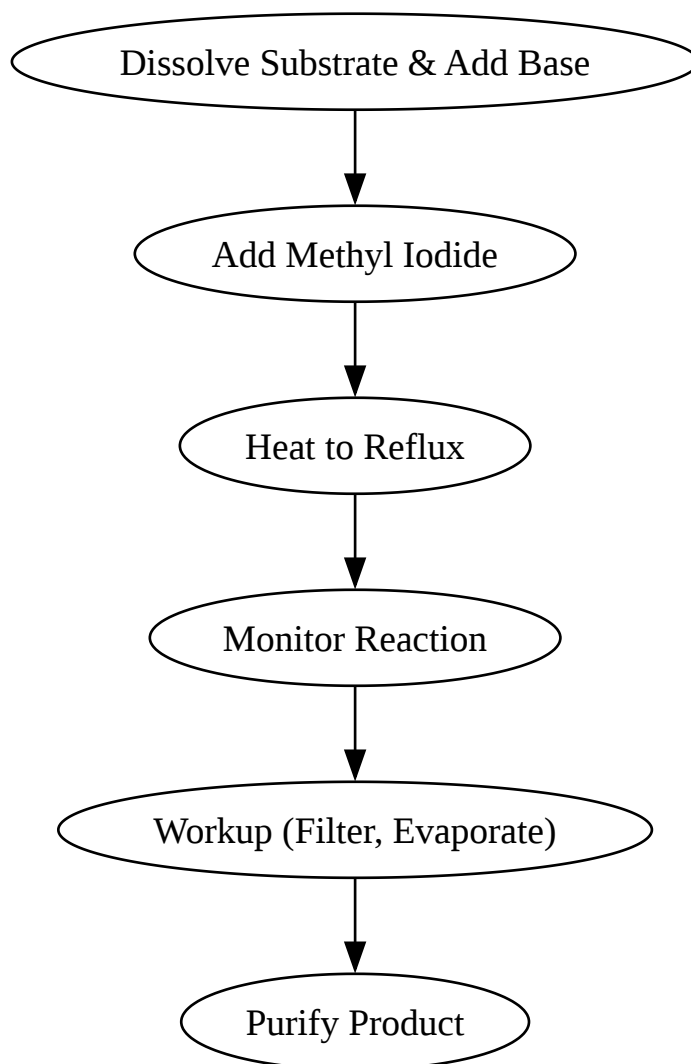 Dissolve Substrate & Add Base
Add Methyl Iodide
Heat to Reflux
Monitor Reaction
Workup (Filter, Evaporate)
Purify Product